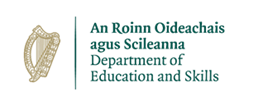 An Roinn Oideachais
agus Scileanna
Department of
Education and Skills